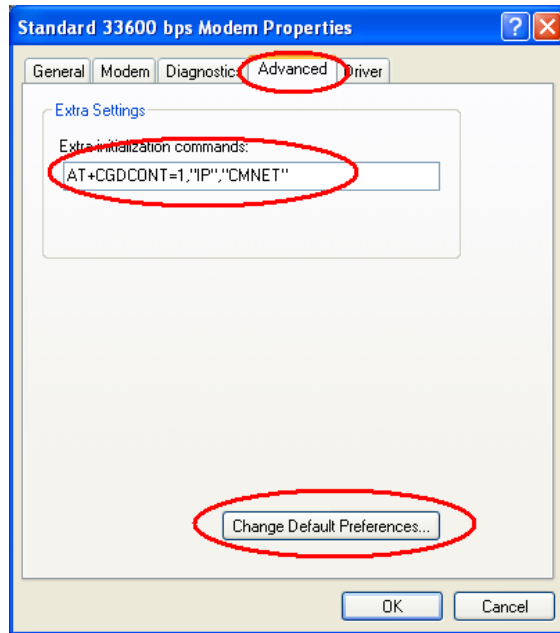 Standard 33600 bps Modem Properties
General Modem Diagnostics Advanced Driver
Extra Settings
Extra initialization commands:
AT+CGDCONT=1,"IP","CMNET"
Change Default Preferences...
OK Cancel